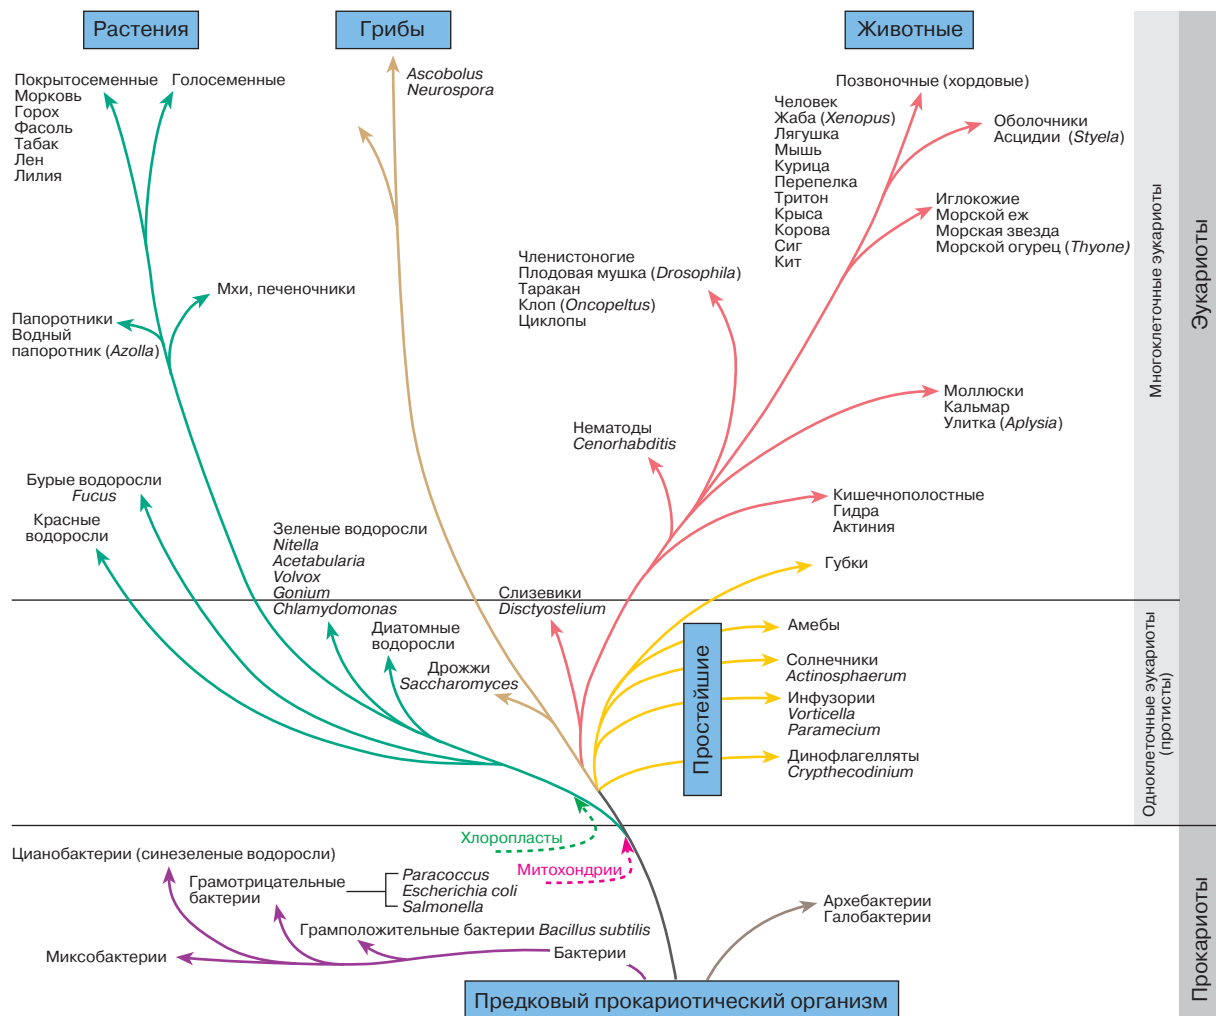 Растения
Грибы
Животные
Покрытосеменные
Морковь
Горох
Фасоль
Табак
Лен
Лилия
Голосеменные
Ascobolus
Neurospora
Позвоночные (хордовые)
Человек
Жаба (Xenopus)
Лягушка
Мышь
Курица
Перепелка
Тритон
Крыса
Корова
Сиг
Кит
Оболочники
Асцидии (Styela)
Иглокожие
Морской еж
Морская звезда
Морской огурец (Thyone)
Членистоногие
Плодовая мушка (Drosophila)
Таракан
Клоп (Oncopeltus)
Циклопы
Мхи, печеночники
Папоротники
Водный
папоротник (Azolla)
Моллюски
Кальмар
Улитка (Aplysia)
Нематоды
Cenorhabditis
Бурые водоросли
Fucus
Красные
водоросли
Кишечнополостные
Гидра
Актиния
Зеленые водоросли
Nitella
Acetabularia
Volvox
Gonium
Chlamydomonas
Губки
Слизевики
Disctyostelium
Диатомные
водоросли
Дрожжи
Saccharomyces
Простейшие
Амебы
Солнечники
Actinosphaerum
Инфузории
Vorticella
Paramecium
Динофлагелляты
Crypthecodinium
Многоклеточные эукариоты
Эукариоты
Одноклеточные эукариоты
(протисты)
Хлоропласты
Митохондрии
Цианобактерии (синезеленые водоросли)
Грамотрицательные
бактерии
Paracoccus
Escherichia coli
Salmonella
Грамположительные бактерии Bacillus subtilis
Миксобактерии
Бактерии
Архебактерии
Галобактерии
Прокариоты
Предковый прокариотический организм